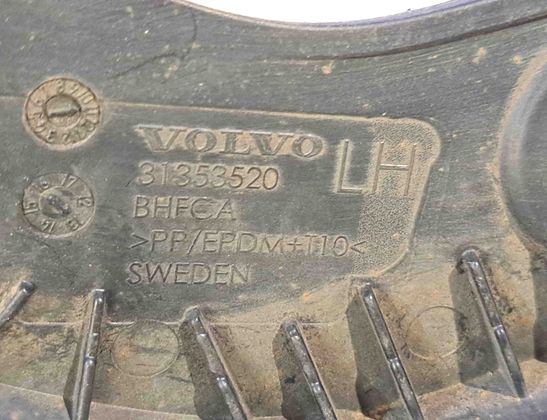 VOLVO
31353520 LH
BHFCA
>PP/EPDM+T10<
SWEDEN